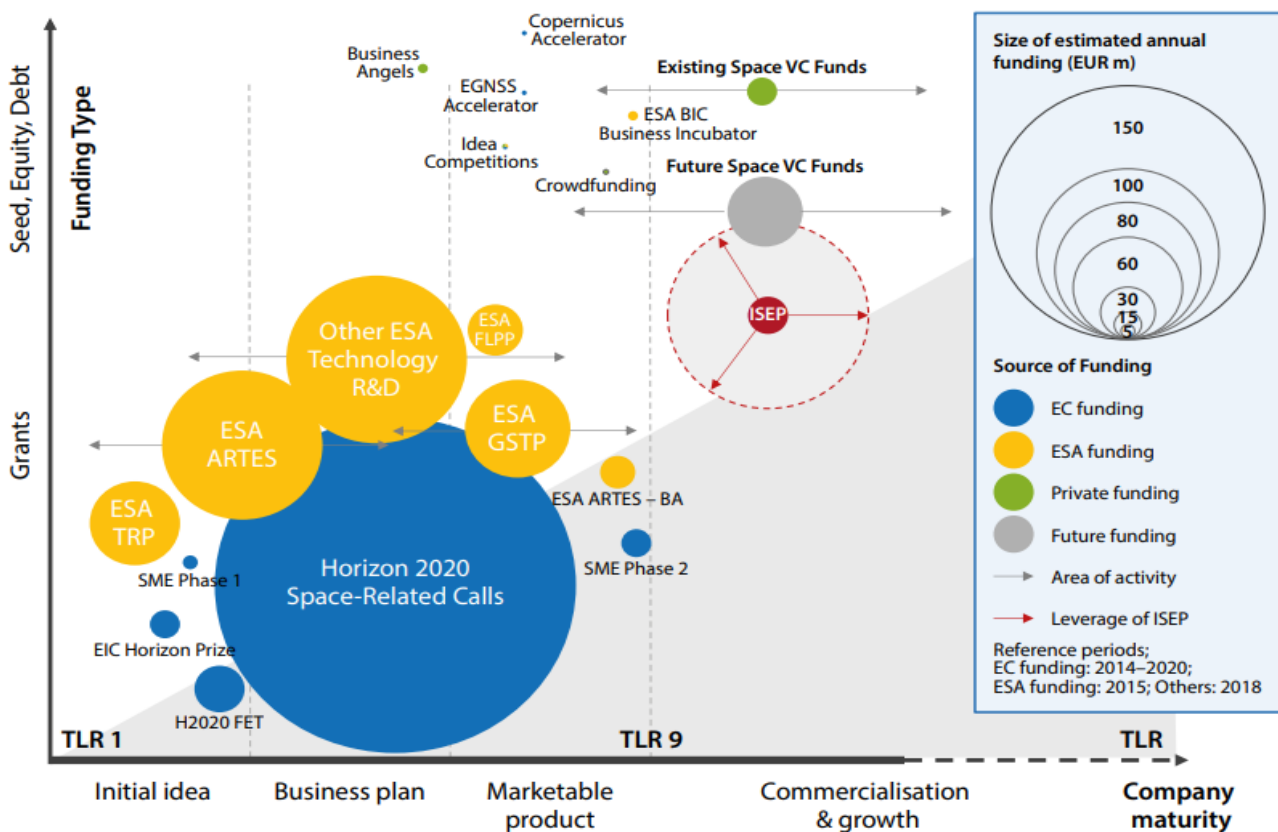 Seed, Equity, Debt
Grants
Funding Type
Copernicus
Accelerator
Business
Angels
EGNSS
Accelerator
Existing Space VC Funds
ESA BIC
Business Incubator
Idea
Competitions
Crowdfunding
Future Space VC Funds
ISEP
Other ESA
Technology
R&D
ESA
FLPP
ESA
ARTES
ESA
GSTP
ESA
TRP
ESA ARTES – BA
SME Phase 1
SME Phase 2
Horizon 2020
Space-Related Calls
EIC Horizon Prize
H2020 FET
TLR 1
TLR 9
TLR
Initial idea
Business plan
Marketable
product
Commercialisation
& growth
Company
maturity
Size of estimated annual
funding (EUR m)
150
100
80
60
30
15
5
Source of Funding
EC funding
ESA funding
Private funding
Future funding
Area of activity
Leverage of ISEP
Reference periods;
EC funding: 2014–2020;
ESA funding: 2015; Others: 2018